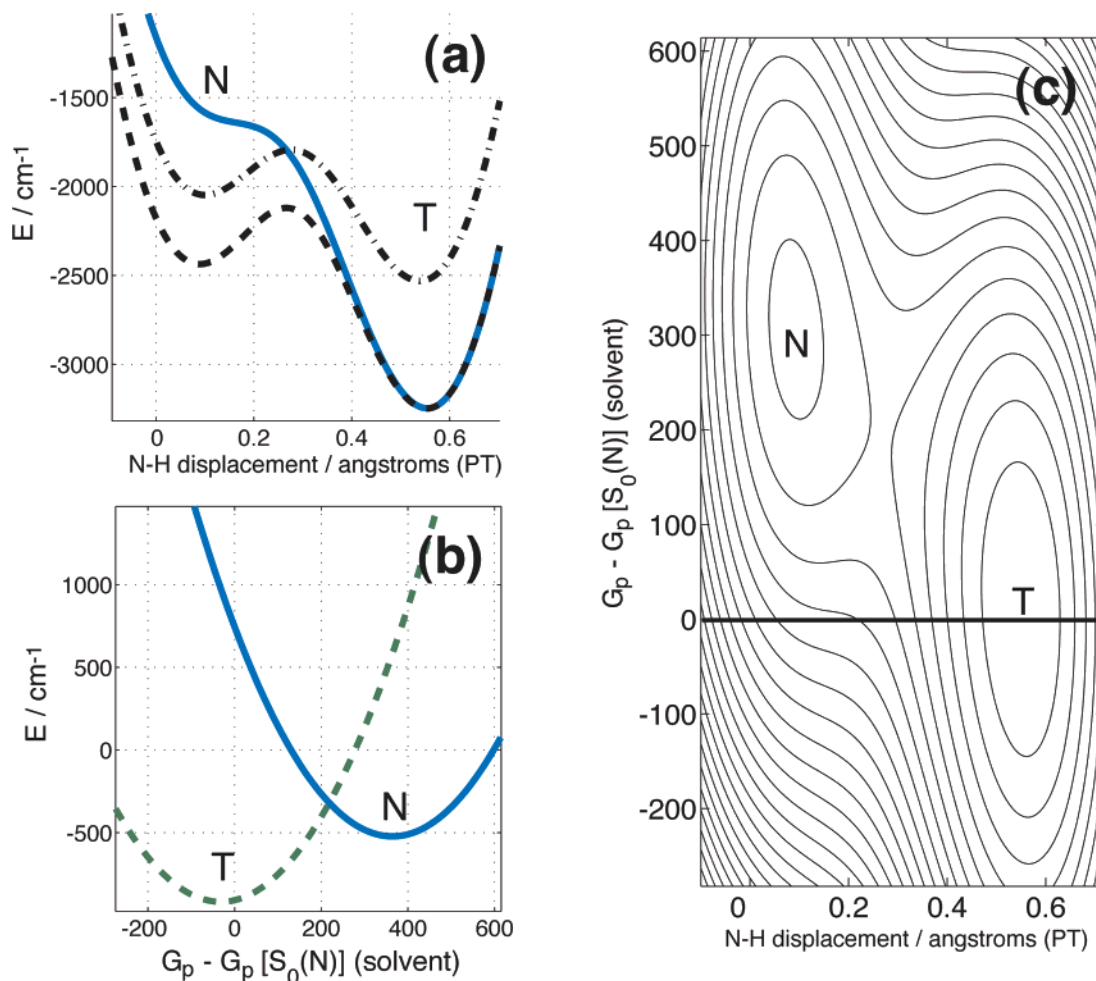 (a)
N
T
-1500
-2000
-2500
-3000
E / cm-1
0
0.2
0.4
0.6
N-H displacement / angstroms (PT)
(b)
N
T
1000
500
0
-500
E / cm-1
-200
0
200
400
600
Gp - Gp [S0(N)] (solvent)
(c)
N
T
600
500
400
300
200
100
0
-100
-200
Gp - Gp [S0(N)] (solvent)
0
0.2
0.4
0.6
N-H displacement / angstroms (PT)